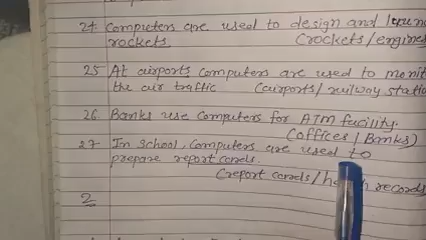 24. Computers are used to design and
rockets (rockets/engines
25 At airports computers are used to monit
the air traffic (airports/railway statio
26. Banks use computers for ATM facility.
(offices/Banks)
27 In school, computers are used to
prepare report cards.
(report cards/ records
2